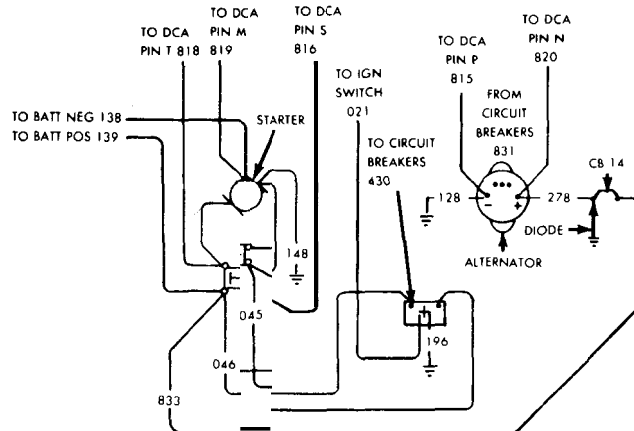 TO DCA
PIN T 818
TO DCA
PIN M
819
TO DCA
PIN S
816
TO IGN
SWITCH
021
TO DCA
PIN P
815
TO DCA
PIN N
820
FROM
CIRCUIT
BREAKERS
831
TO BATT NEG 138
TO BATT POS 139
STARTER
TO CIRCUIT
BREAKERS
430
CB 14
128
278
DIODE
ALTERNATOR
148
045
196
046
833